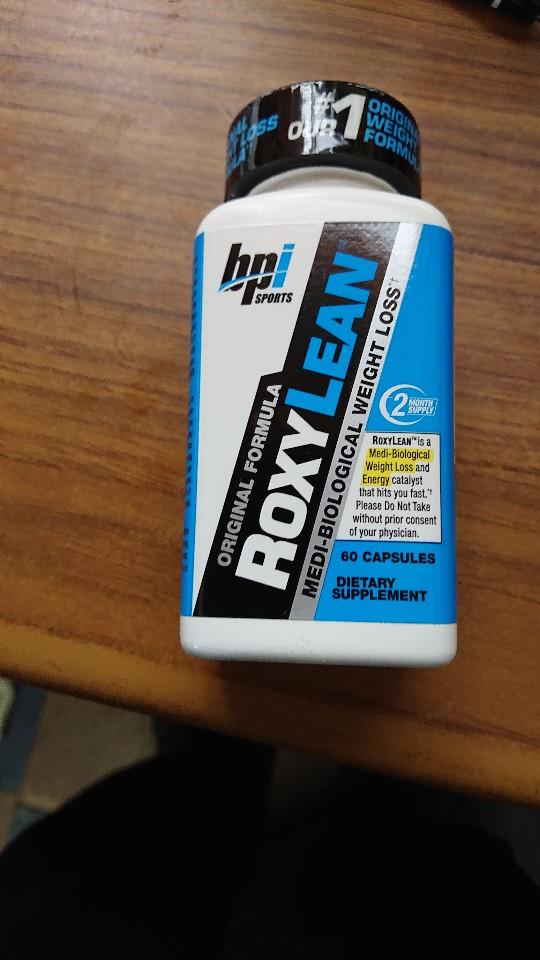 #1
OUR
ORIGIN
WEIGHT
FORMU
LOSS
bpi
SPORTS
ORIGINAL FORMULA
ROXYLEAN™
MEDI-BIOLOGICAL WEIGHT LOSS*†
2 MONTH
SUPPLY
ROXYLEAN™ is a
Medi-Biological
Weight Loss and
Energy catalyst
that hits you fast.*†
Please Do Not Take
without prior consent
of your physician.
60 CAPSULES
DIETARY
SUPPLEMENT